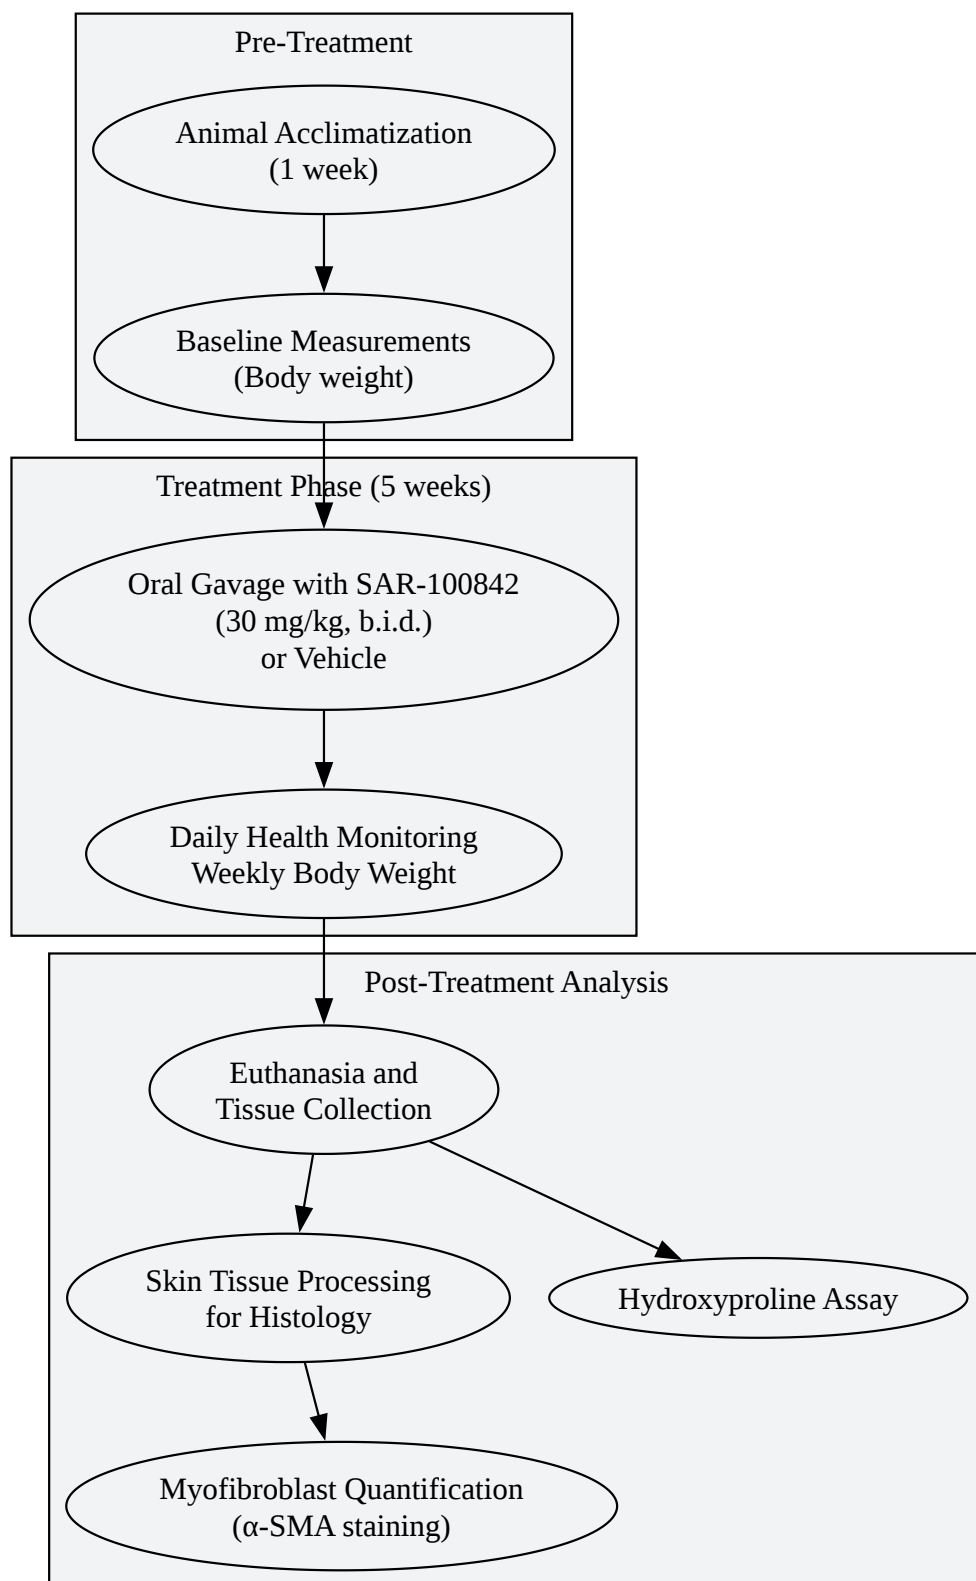 Pre-Treatment
Animal Acclimatization
(1 week)
Baseline Measurements
(Body weight)
Treatment Phase (5 weeks)
Oral Gavage with SAR-100842
(30 mg/kg, b.i.d.)
or Vehicle
Daily Health Monitoring
Weekly Body Weight
Post-Treatment Analysis
Euthanasia and
Tissue Collection
Skin Tissue Processing
for Histology
Hydroxyproline Assay
Myofibroblast Quantification
(α-SMA staining)